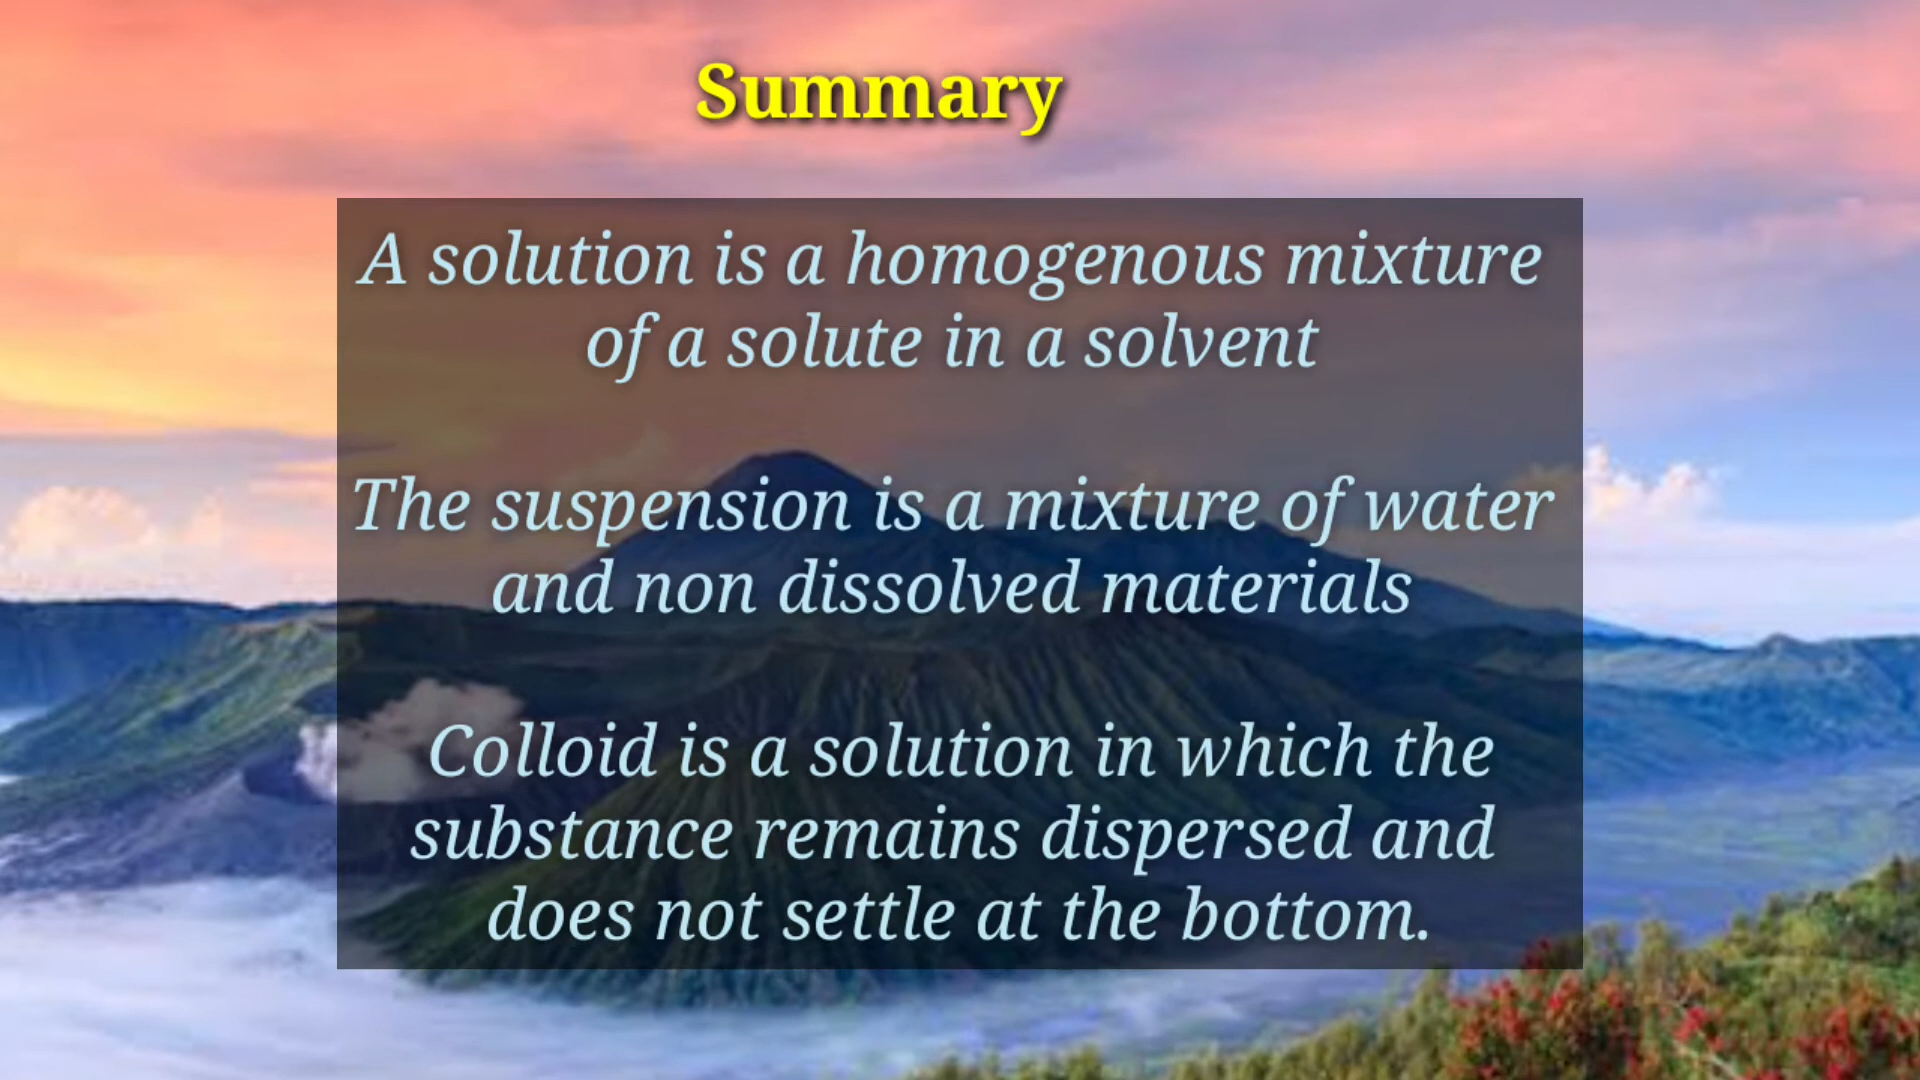 Summary
A solution is a homogenous mixture
of a solute in a solvent
The suspension is a mixture of water
and non dissolved materials
Colloid is a solution in which the
substance remains dispersed and
does not settle at the bottom.